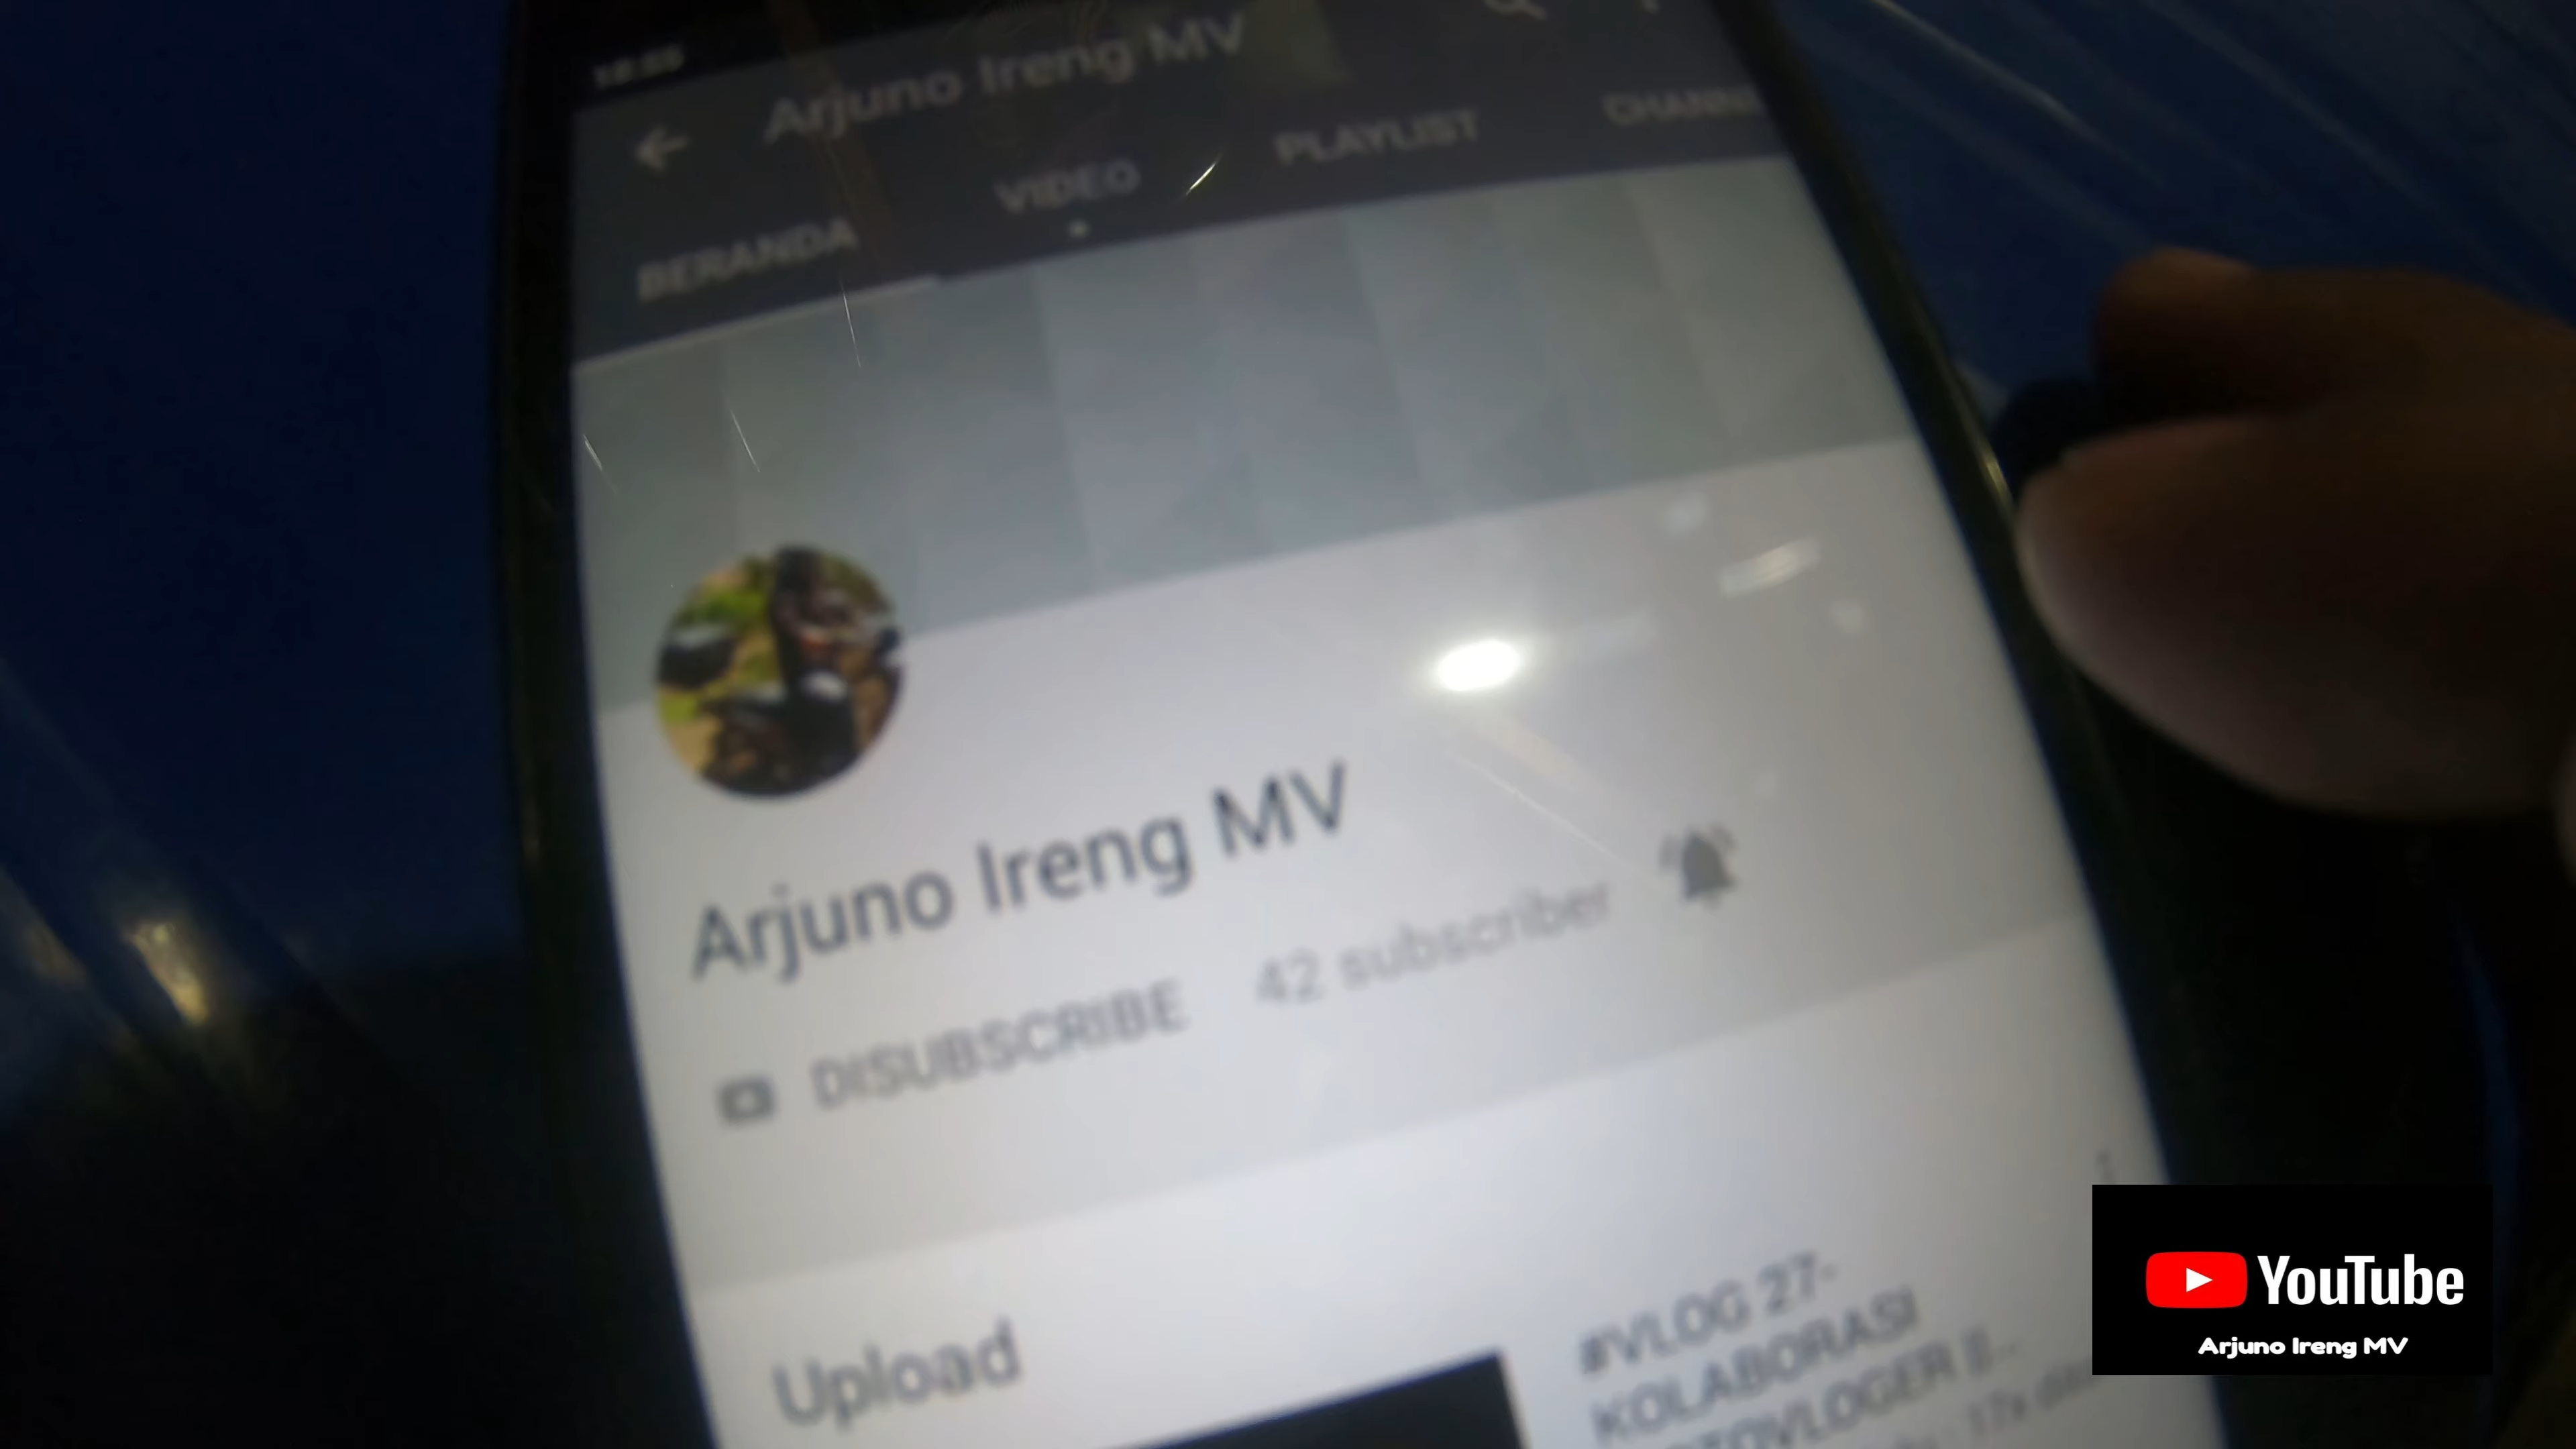 Arjuno Ireng MV
BERANDA VIDEO PLAYLIST
Arjuno Ireng MV
DISUBSCRIBE 42 subscriber
Upload
#VLOG 27-
KOLABORASI
YouTube
Arjuno Ireng MV